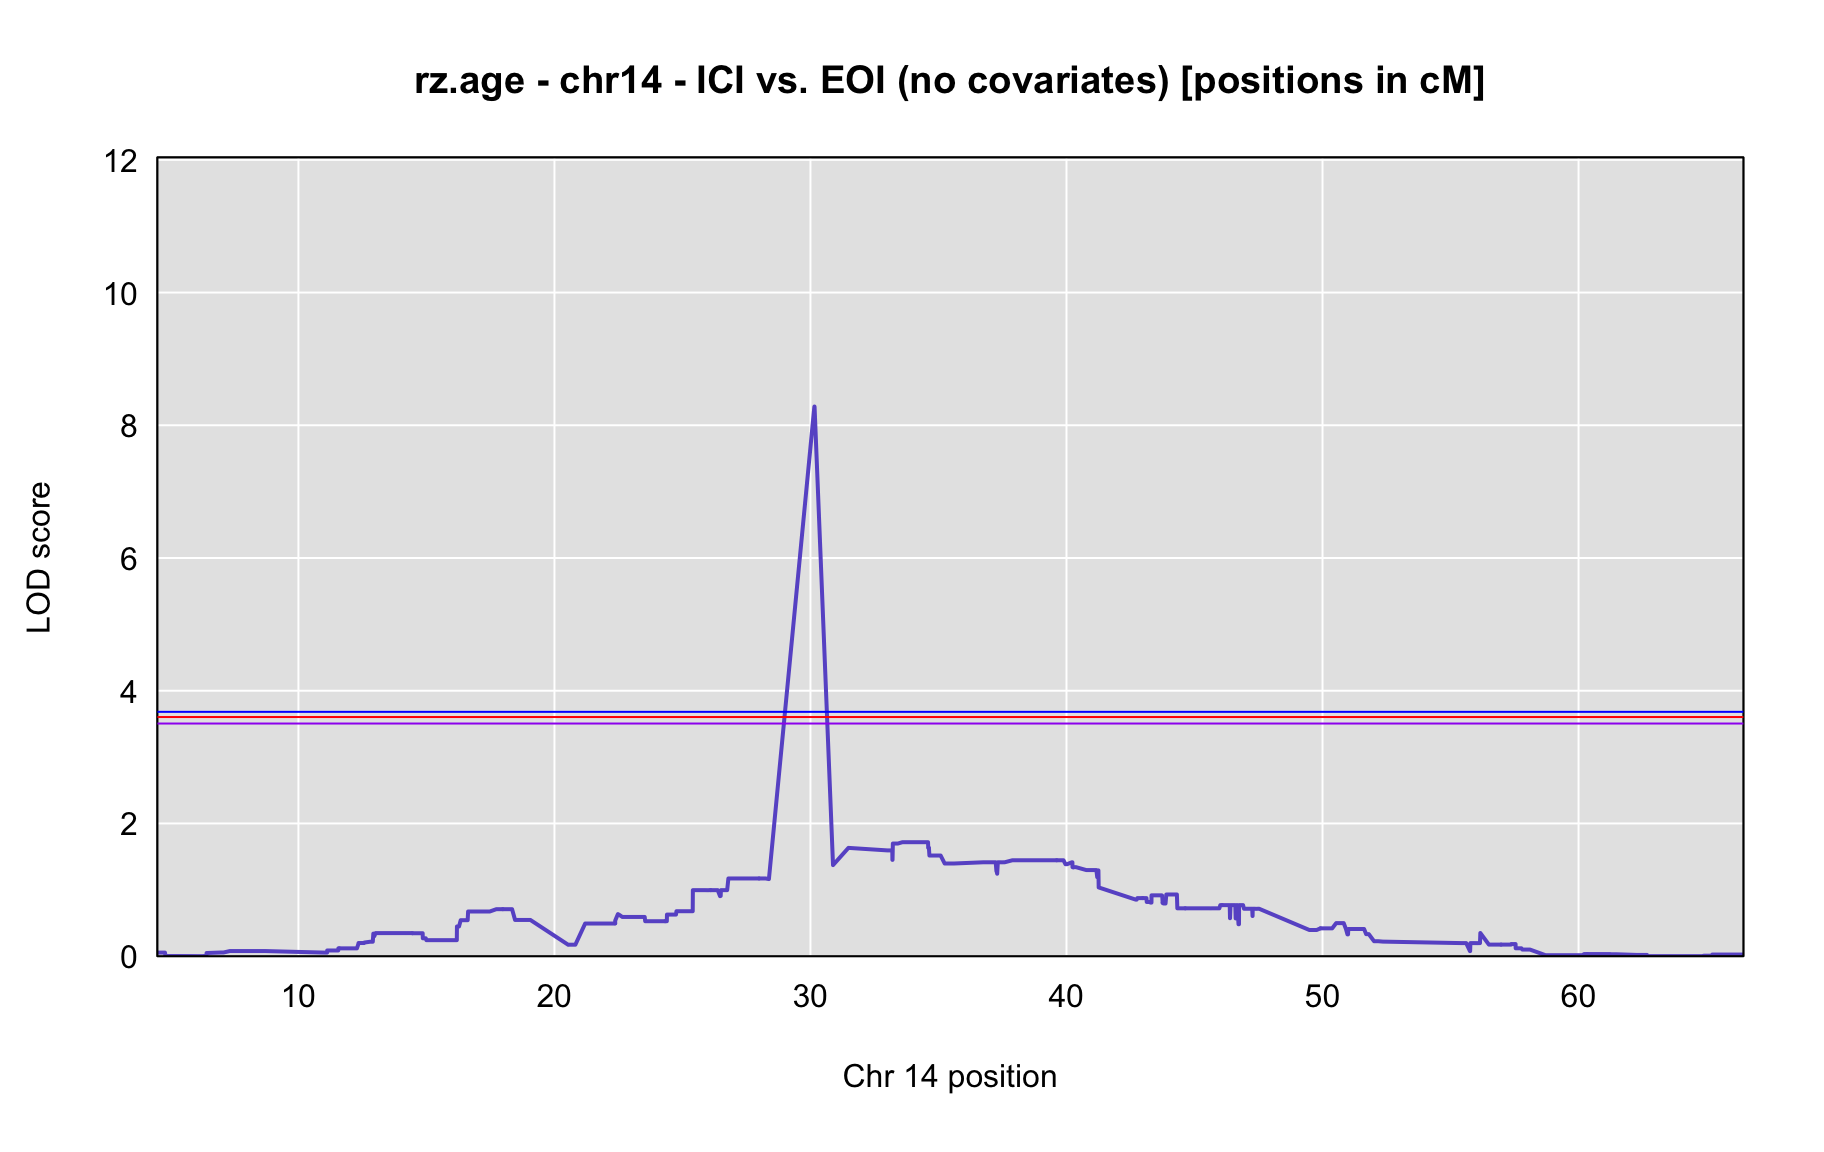 rz.age - chr14 - ICI vs. EOI (no covariates) [positions in cM]
12
10
8
6
4
2
0
LOD score
10 20 30 40 50 60
Chr 14 position